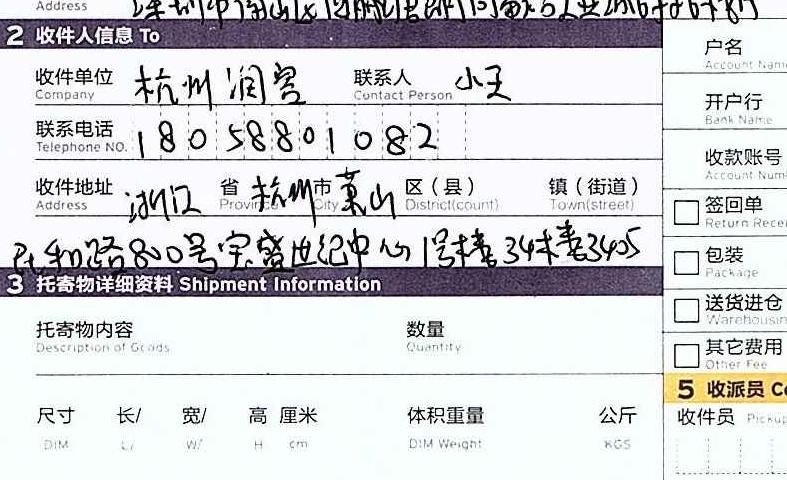 Address
2 收件人信息 To
户名
Account Name
收件单位 杭州润
Company
联系人 小王
Contact Person
开户行
Bank Name
联系电话 18058801082
Telephone NO.
收款账号
Account Num
收件地址 浙江 省 杭州 市 萧山 区（县） 镇（街道）
Address Province City District(count) Town(street)
签回单
Return Rece
民和路800号宝盛世纪中心1号楼34楼3405
包装
Package
3 托寄物详细资料 Shipment Information
送货进仓
Warehousin
托寄物内容 数量
Description of Goods Quantity
其它费用
Other Fee
5 收派员 Co
尺寸 长/ 宽/ 高 厘米 体积重量 公斤
DIM L/ W/ H cm DIM Weight KGS
收件员 Pickup